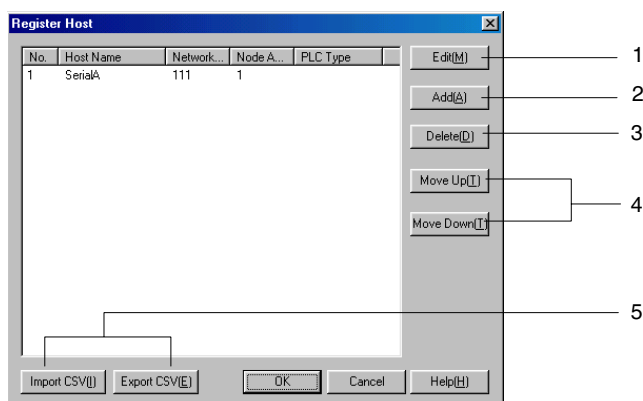 Register Host
No. Host Name Network... Node A... PLC Type
1 SerialA 111 1
Edit(M)
Add(A)
Delete(D)
Move Up(T)
Move Down(T)
Import CSV(I) Export CSV(E) OK Cancel Help(H)
1
2
3
4
5